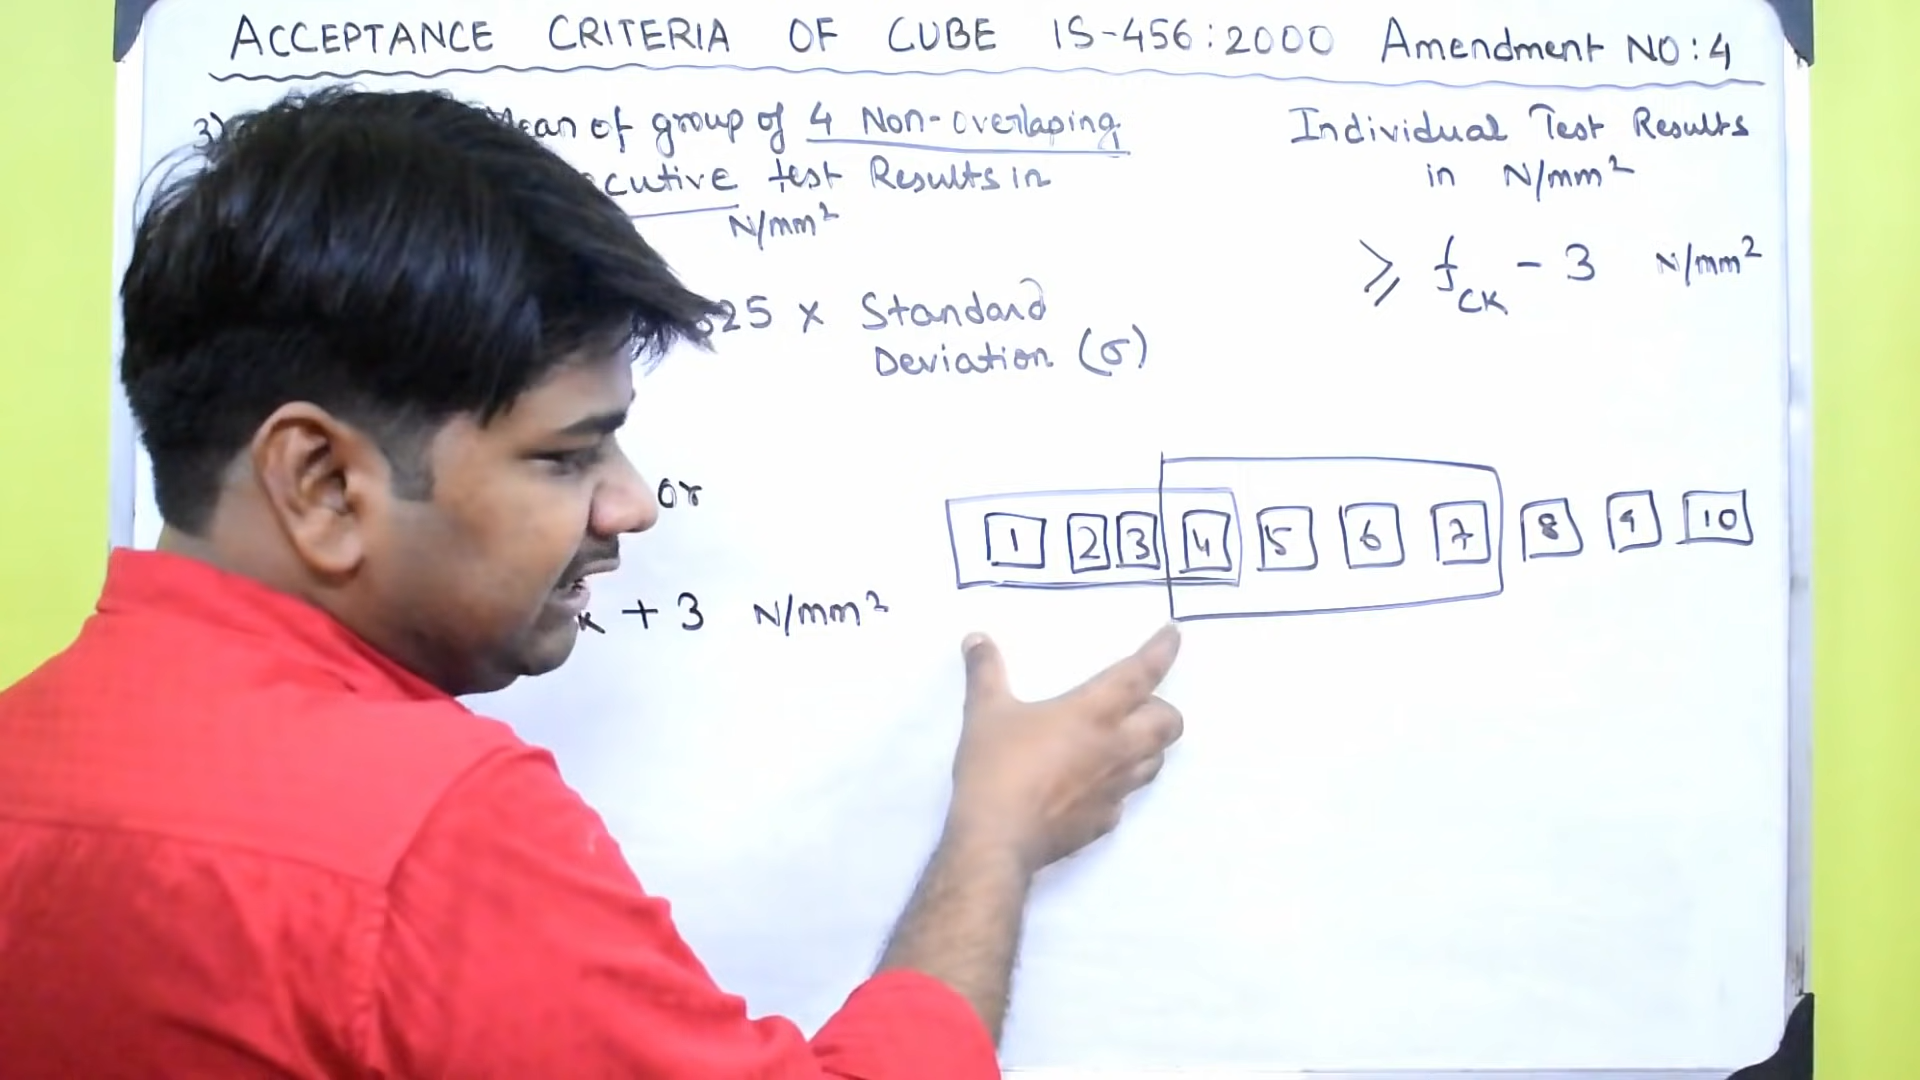 ACCEPTANCE CRITERIA OF CUBE IS-456:2000 Amendment NO:4
3) Mean of group of 4 Non-overlaping
cutive test Results in
N/mm²
25 × Standard
Deviation (σ)
or
+ 3 N/mm²
Individual Test Results
in N/mm²
≥ fck - 3 N/mm²
1 2 3 4 5 6 7 8 9 10